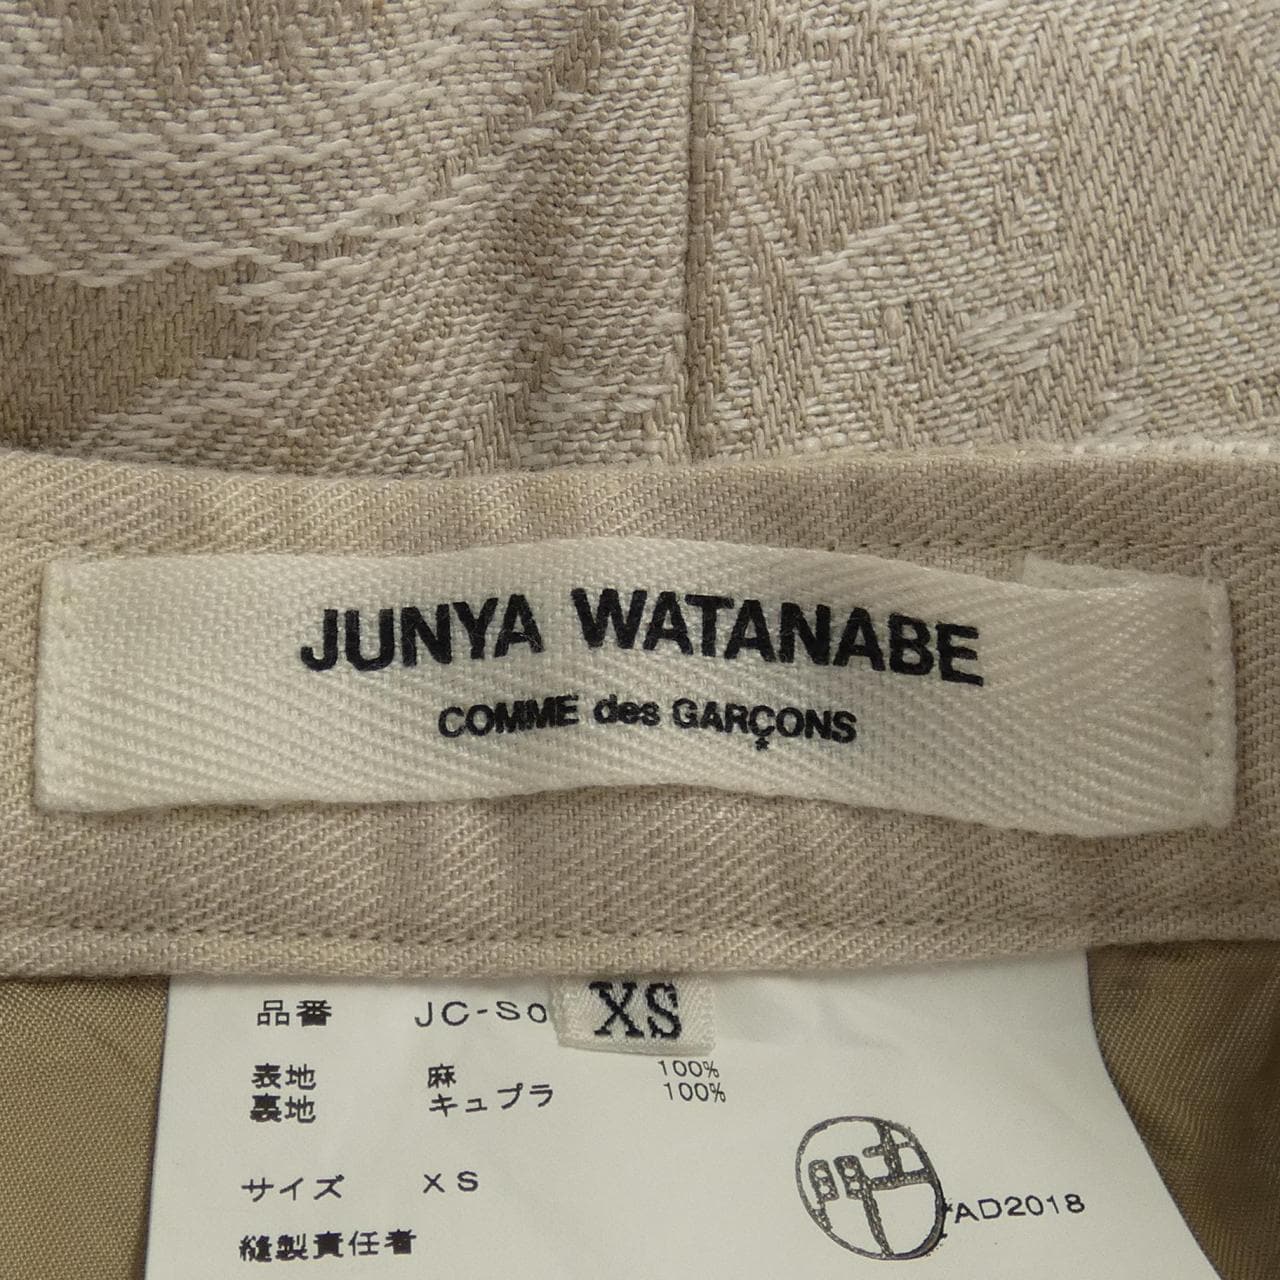 JUNYA WATANABE
COMME des GARÇONS
XS
品番 JC-S0
表地 麻 100%
裏地 キュプラ 100%
サイズ XS
縫製責任者
AD2018